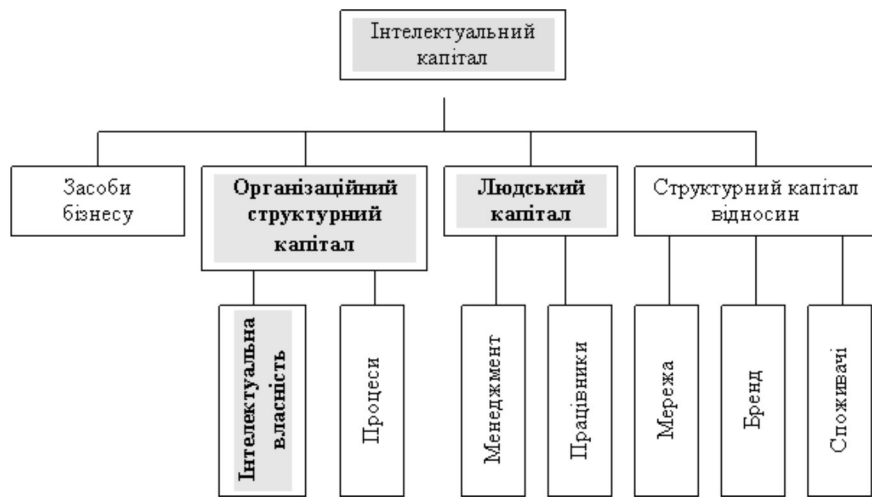 Інтелектуальний
капітал
Засоби
бізнесу
Організаційний
структурний
капітал
Людський
капітал
Структурний капітал
відносин
Інтелектуальна
власність
Процеси
Менеджмент
Працівники
Мережа
Бренд
Споживачі